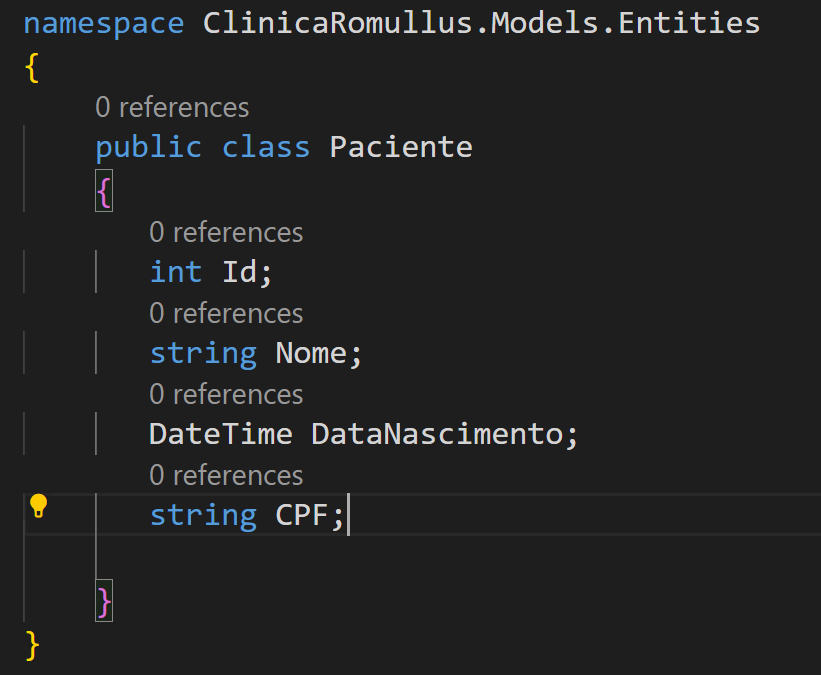 namespace ClinicaRomullus.Models.Entities
{
0 references
public class Paciente
{
0 references
int Id;
0 references
string Nome;
0 references
DateTime DataNascimento;
0 references
string CPF;
}
}